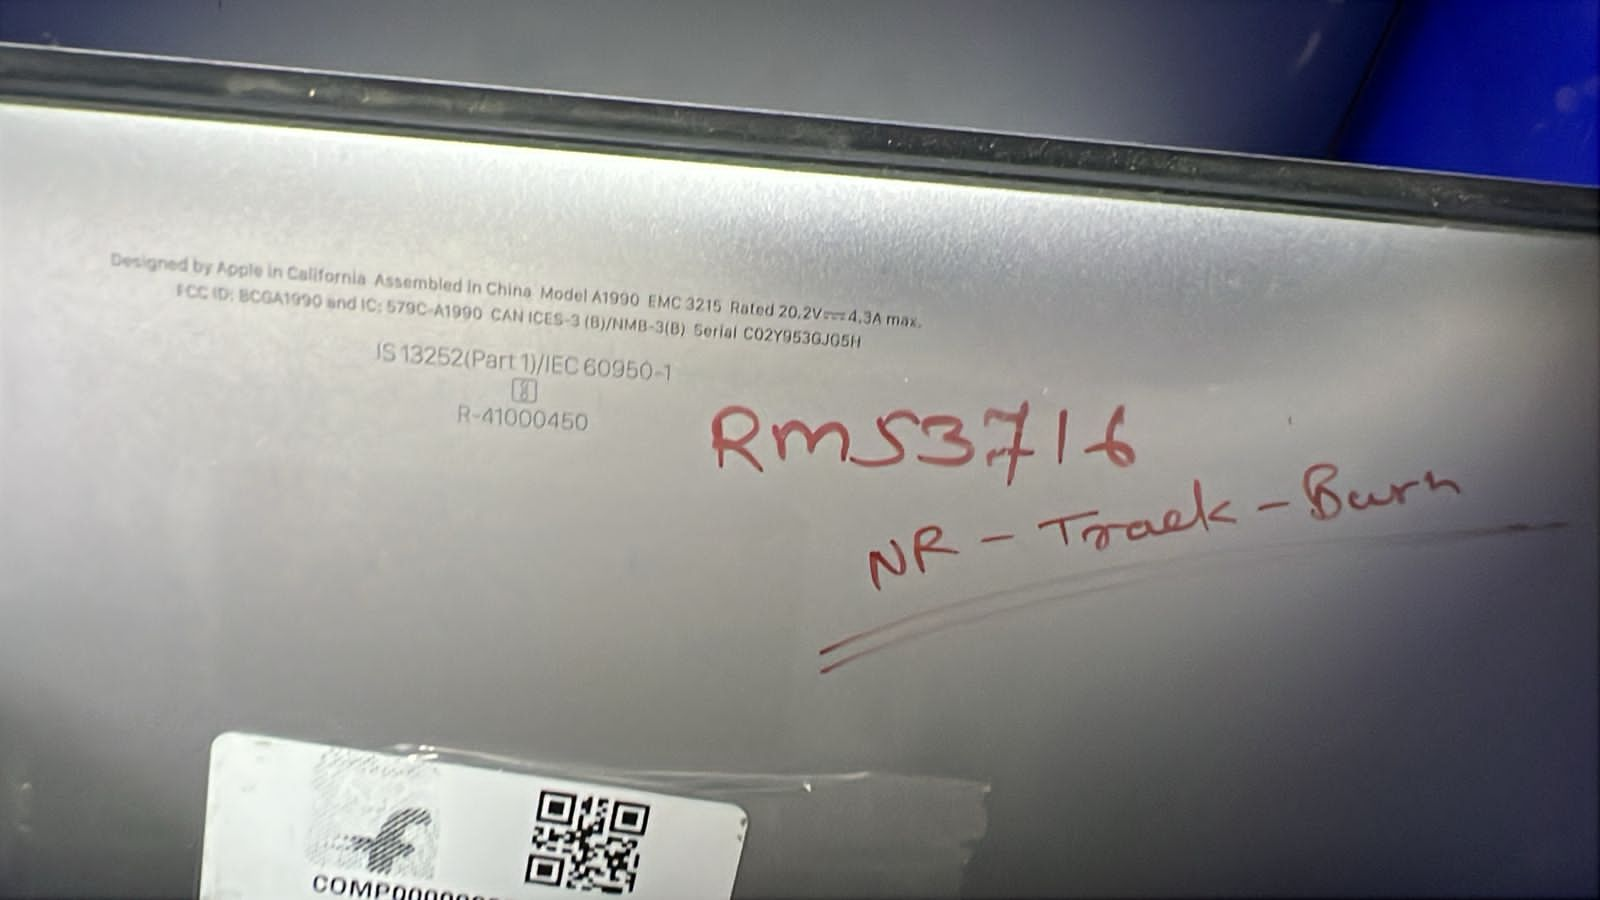 Designed by Apple in California Assembled in China Model A1990 EMC 3215 Rated 20.2V⎓4.3A max.
FCC ID: BCGA1990 and IC: 579C-A1990 CAN ICES-3 (B)/NMB-3(B) Serial C02Y953GJG5H
IS 13252(Part 1)/IEC 60950-1
R-41000450
RMS3716
NR - Track - Burn